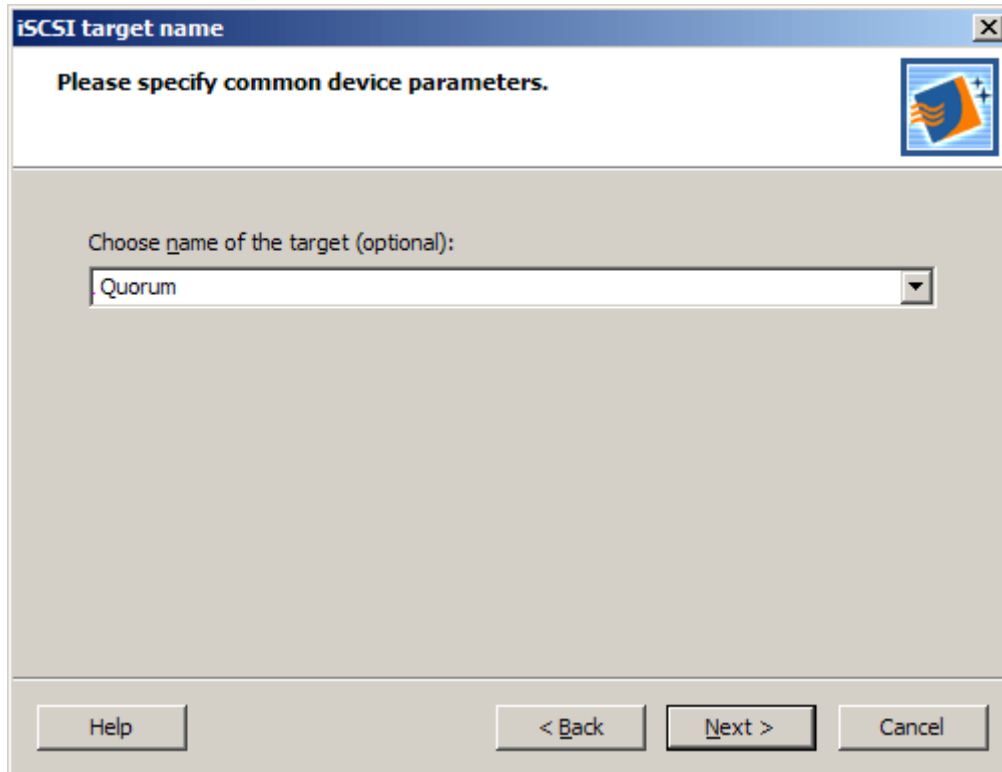 iSCSI target name
Please specify common device parameters.
Choose name of the target (optional):
Quorum
Help
< Back
Next >
Cancel